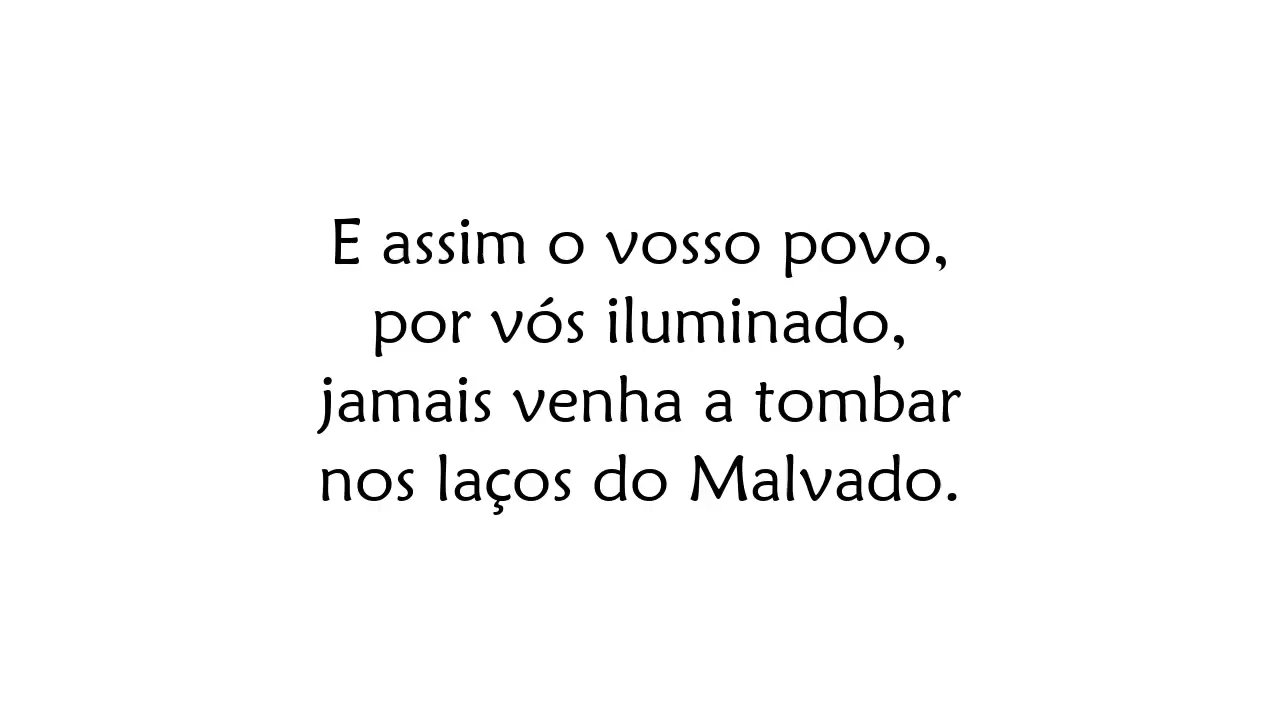 E assim o vosso povo,
por vós iluminado,
jamais venha a tombar
nos laços do Malvado.